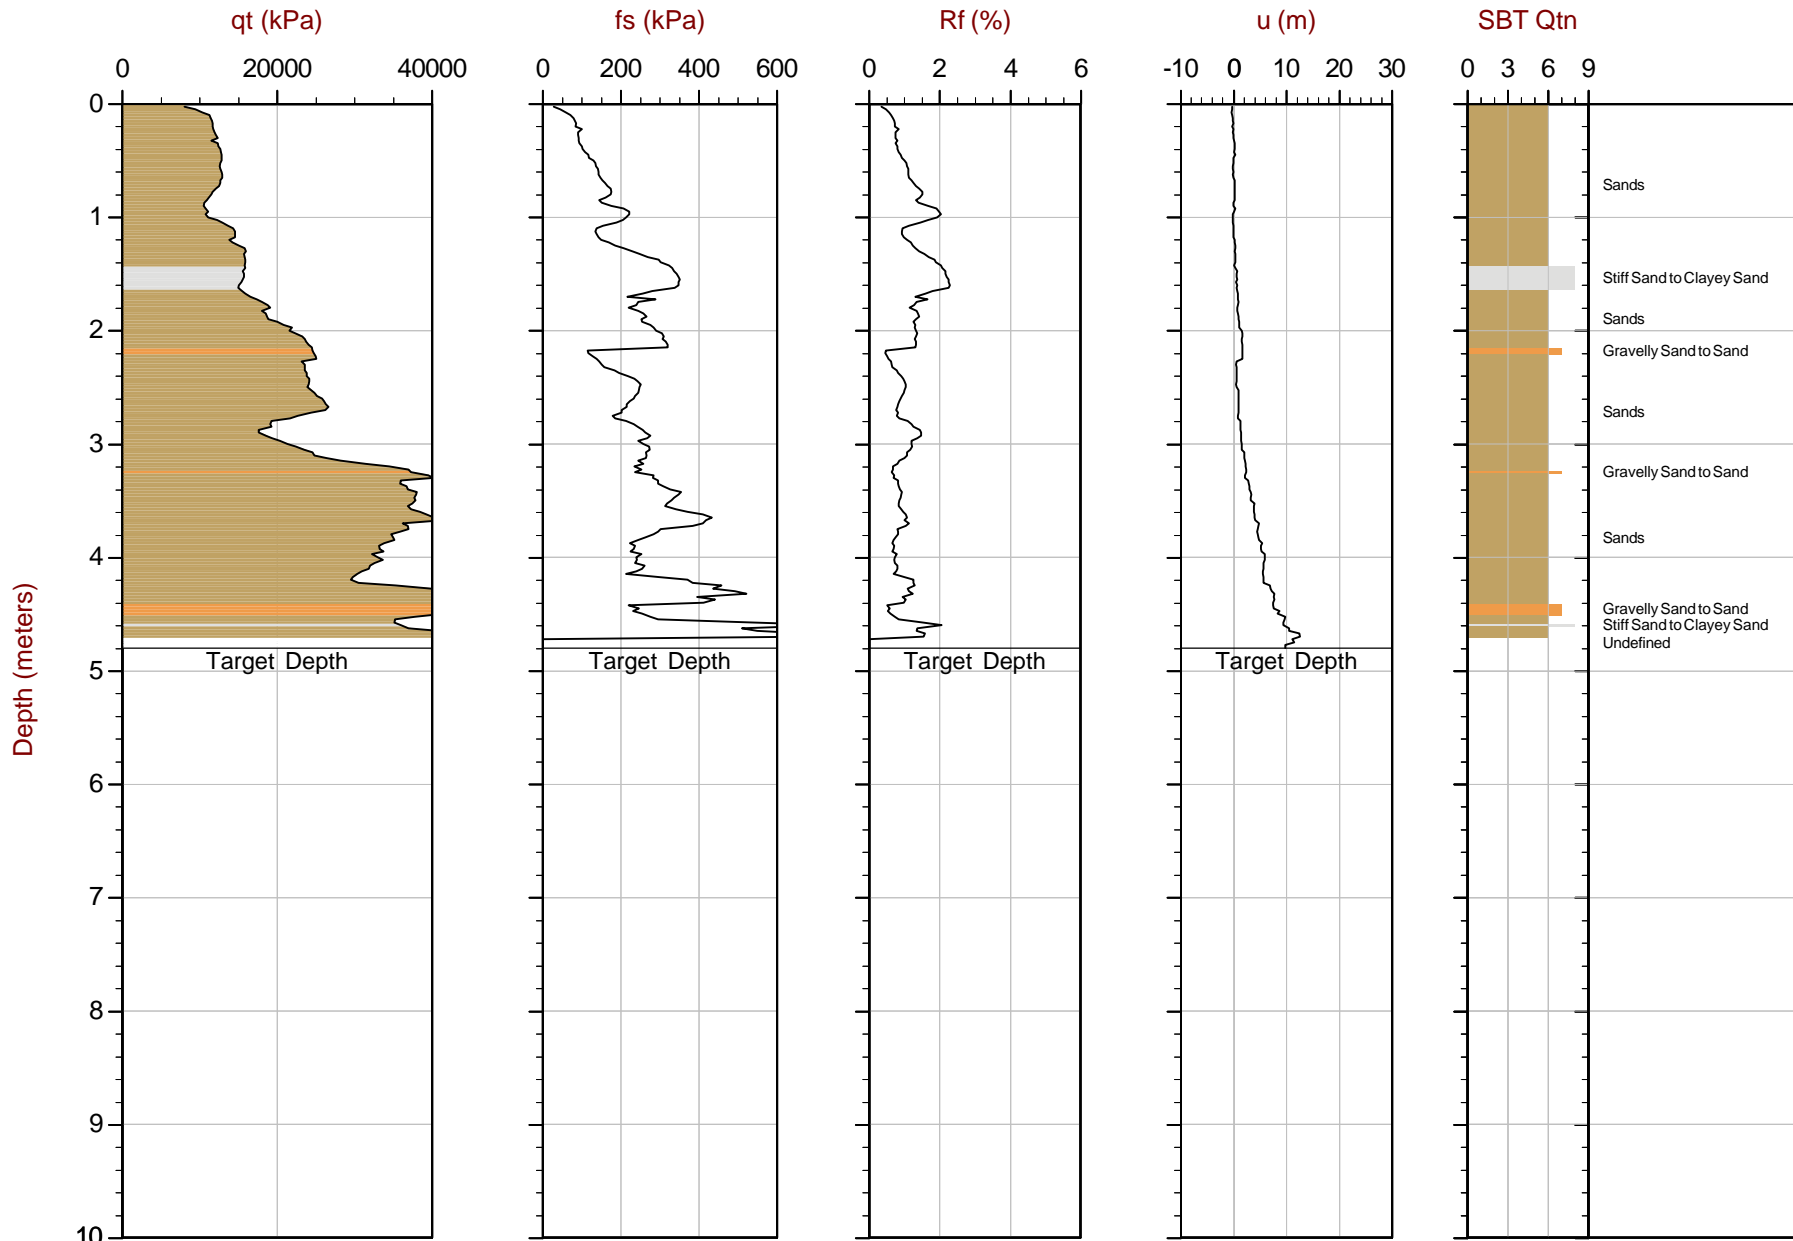 qt (kPa) fs (kPa) Rf (%) u (m) SBT Qtn
0 20000 40000 0 200 400 600 0 2 4 6 -10 0 10 20 30 0 3 6 9
0
Sands
1
Stiff Sand to Clayey Sand
Sands
2
Gravelly Sand to Sand
Sands
3
Gravelly Sand to Sand
Sands
4
Gravelly Sand to Sand
Stiff Sand to Clayey Sand
Undefined
Target Depth Target Depth Target Depth Target Depth
5
Depth (meters)
6
7
8
9
10